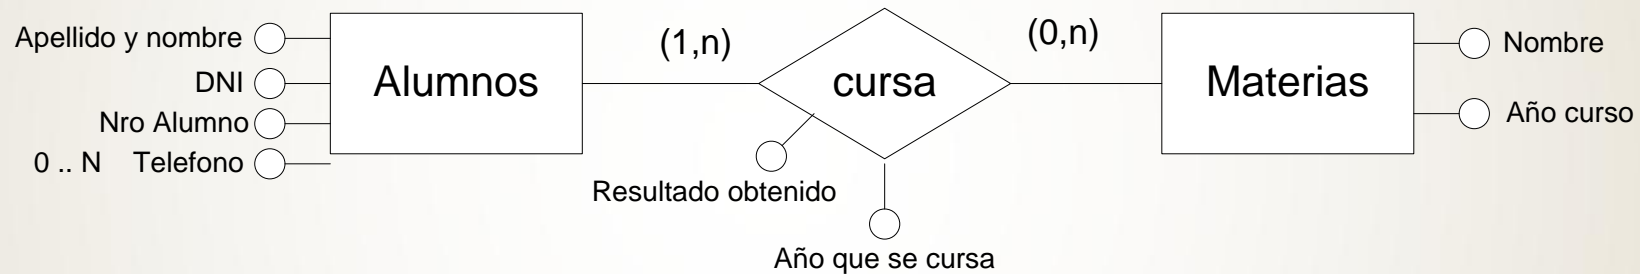 Apellido y nombre
DNI
Nro Alumno
0 .. N Telefono
Alumnos
(1,n)
cursa
(0,n)
Resultado obtenido
Año que se cursa
Materias
Nombre
Año curso